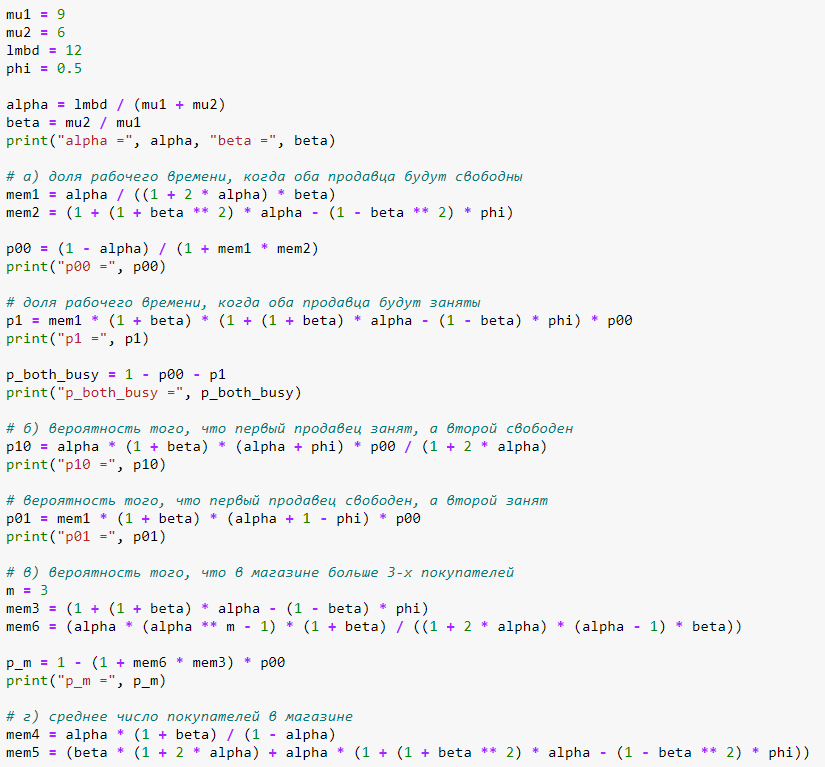 mu1 = 9
mu2 = 6
lmbd = 12
phi = 0.5
alpha = lmbd / (mu1 + mu2)
beta = mu2 / mu1
print("alpha =", alpha, "beta =", beta)
# а) доля рабочего времени, когда оба продавца будут свободны
mem1 = alpha / ((1 + 2 * alpha) * beta)
mem2 = (1 + (1 + beta ** 2) * alpha - (1 - beta ** 2) * phi)
p00 = (1 - alpha) / (1 + mem1 * mem2)
print("p00 =", p00)
# доля рабочего времени, когда оба продавца будут заняты
p1 = mem1 * (1 + beta) * (1 + (1 + beta) * alpha - (1 - beta) * phi) * p00
print("p1 =", p1)
p_both_busy = 1 - p00 - p1
print("p_both_busy =", p_both_busy)
# б) вероятность того, что первый продавец занят, а второй свободен
p10 = alpha * (1 + beta) * (alpha + phi) * p00 / (1 + 2 * alpha)
print("p10 =", p10)
# вероятность того, что первый продавец свободен, а второй занят
p01 = mem1 * (1 + beta) * (alpha + 1 - phi) * p00
print("p01 =", p01)
# в) вероятность того, что в магазине больше 3-х покупателей
m = 3
mem3 = (1 + (1 + beta) * alpha - (1 - beta) * phi)
mem6 = (alpha * (alpha ** m - 1) * (1 + beta) / ((1 + 2 * alpha) * (alpha - 1) * beta))
p_m = 1 - (1 + mem6 * mem3) * p00
print("p_m =", p_m)
# г) среднее число покупателей в магазине
mem4 = alpha * (1 + beta) / (1 - alpha)
mem5 = (beta * (1 + 2 * alpha) + alpha * (1 + (1 + beta ** 2) * alpha - (1 - beta ** 2) * phi))